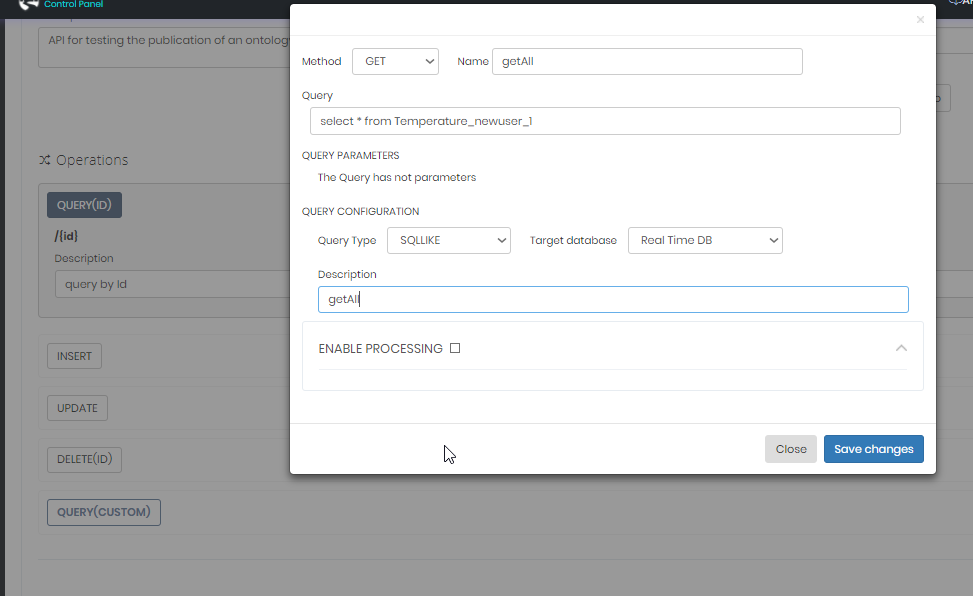 Control Panel
AP
×
API for testing the publication of an ontolog
Method GET Name getAll
Query
select * from Temperature_newuser_1
QUERY PARAMETERS
The Query has not parameters
QUERY CONFIGURATION
Query Type SQLLIKE Target database Real Time DB
Description
getAll
ENABLE PROCESSING
Close Save changes
Operations
QUERY(ID)
/{id}
Description
query by Id
INSERT
UPDATE
DELETE(ID)
QUERY(CUSTOM)